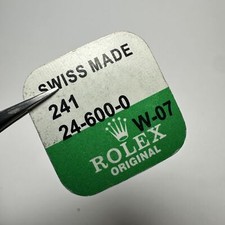 SWISS MADE
241
24-600-0
W-07
ROLEX
ORIGINAL